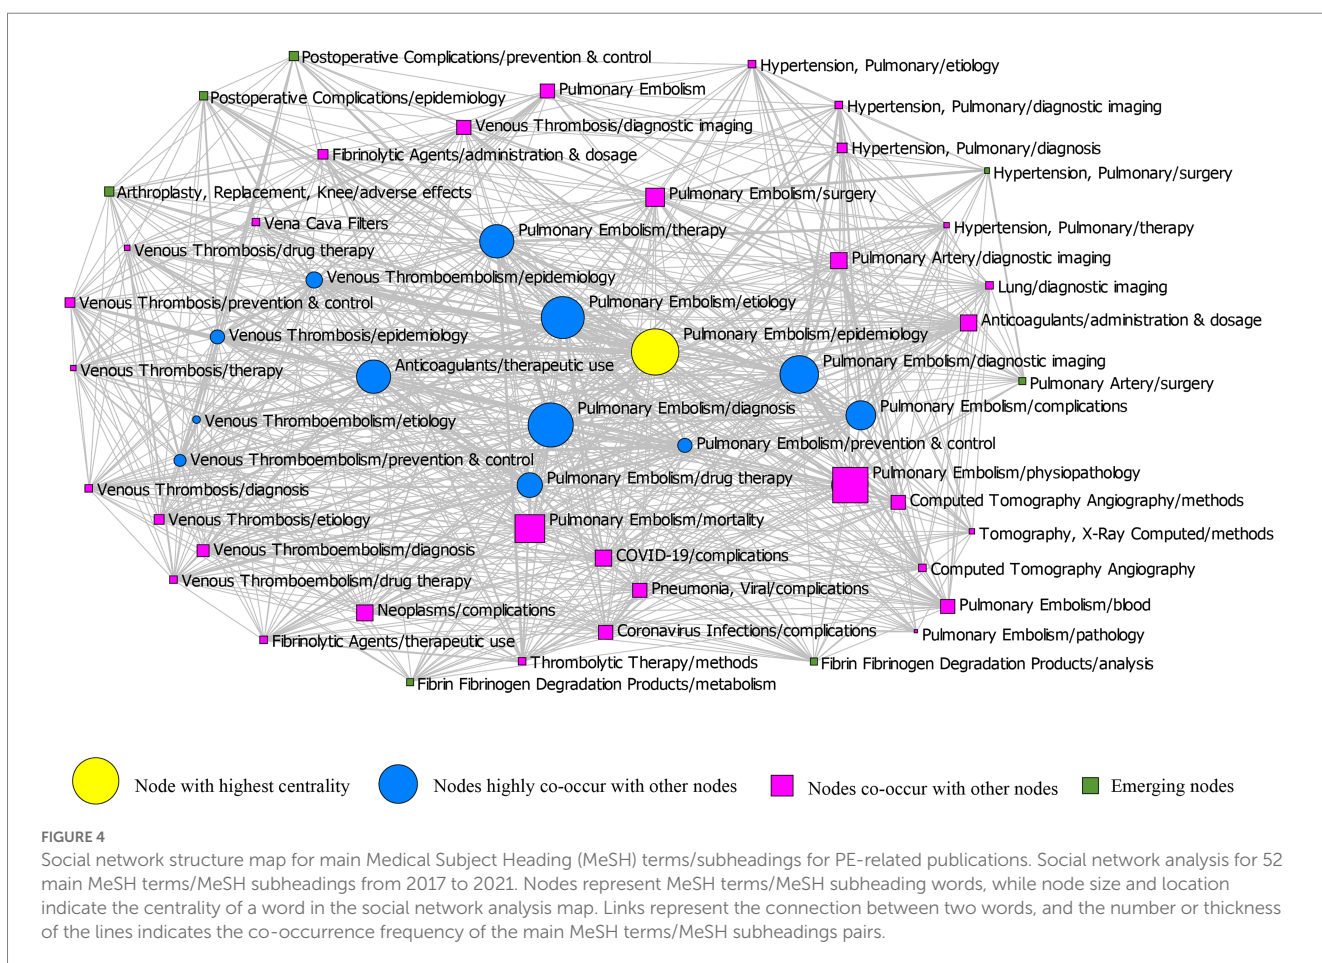 Postoperative Complications/prevention & control
Hypertension, Pulmonary/etiology
Pulmonary Embolism
Postoperative Complications/epidemiology
Hypertension, Pulmonary/diagnostic imaging
Venous Thrombosis/diagnostic imaging
Hypertension, Pulmonary/diagnosis
Fibrinolytic Agents/administration & dosage
Hypertension, Pulmonary/surgery
Arthroplasty, Replacement, Knee/adverse effects
Pulmonary Embolism/surgery
Vena Cava Filters
Pulmonary Embolism/therapy
Hypertension, Pulmonary/therapy
Venous Thrombosis/drug therapy
Pulmonary Artery/diagnostic imaging
Venous Thromboembolism/epidemiology
Lung/diagnostic imaging
Venous Thrombosis/prevention & control
Pulmonary Embolism/etiology
Anticoagulants/administration & dosage
Venous Thrombosis/epidemiology
Pulmonary Embolism/epidemiology
Pulmonary Embolism/diagnostic imaging
Venous Thrombosis/therapy
Anticoagulants/therapeutic use
Pulmonary Artery/surgery
Pulmonary Embolism/diagnosis
Pulmonary Embolism/complications
Venous Thromboembolism/etiology
Pulmonary Embolism/prevention & control
Venous Thromboembolism/prevention & control
Pulmonary Embolism/physiopathology
Pulmonary Embolism/drug therapy
Venous Thrombosis/diagnosis
Computed Tomography Angiography/methods
Venous Thrombosis/etiology
Pulmonary Embolism/mortality
Tomography, X-Ray Computed/methods
Venous Thromboembolism/diagnosis
COVID-19/complications
Computed Tomography Angiography
Venous Thromboembolism/drug therapy
Pneumonia, Viral/complications
Neoplasms/complications
Pulmonary Embolism/blood
Coronavirus Infections/complications
Pulmonary Embolism/pathology
Fibrinolytic Agents/therapeutic use
Thrombolytic Therapy/methods
Fibrin Fibrinogen Degradation Products/analysis
Fibrin Fibrinogen Degradation Products/metabolism
Node with highest centrality
Nodes highly co-occur with other nodes
Nodes co-occur with other nodes
Emerging nodes
FIGURE 4
Social network structure map for main Medical Subject Heading (MeSH) terms/subheadings for PE-related publications. Social network analysis for 52
main MeSH terms/MeSH subheadings from 2017 to 2021. Nodes represent MeSH terms/MeSH subheading words, while node size and location
indicate the centrality of a word in the social network analysis map. Links represent the connection between two words, and the number or thickness
of the lines indicates the co-occurrence frequency of the main MeSH terms/MeSH subheadings pairs.